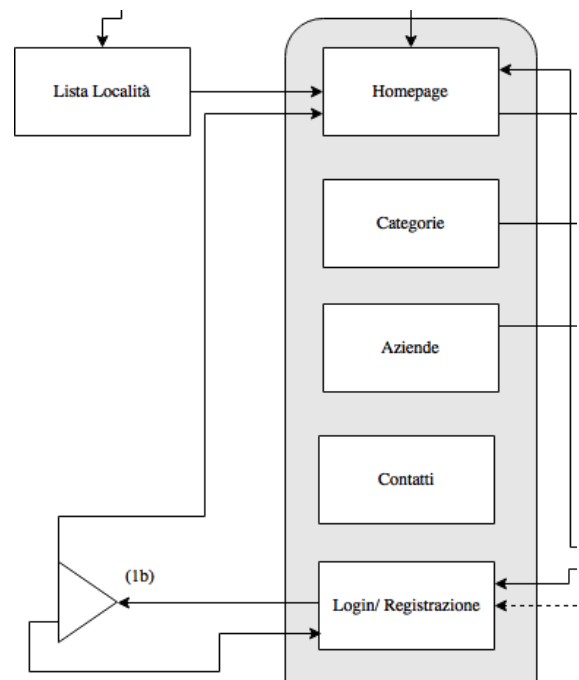 Lista Località
Homepage
Categorie
Aziende
Contatti
(1b)
Login/ Registrazione